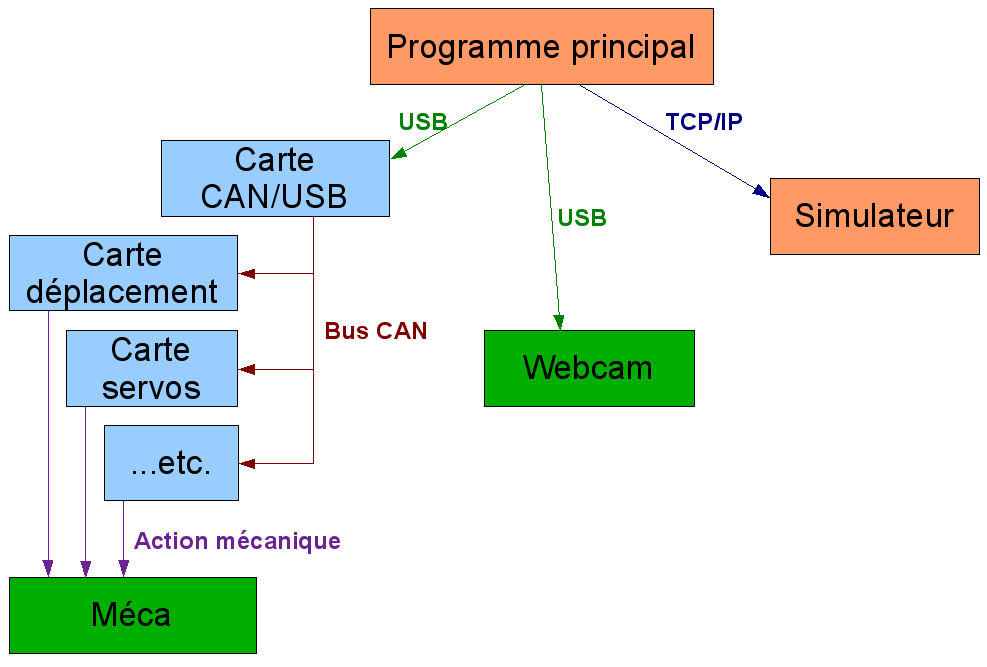 Programme principal
USB
TCP/IP
Carte
CAN/USB
Simulateur
USB
Carte
déplacement
Bus CAN
Carte
servos
Webcam
...etc.
Action mécanique
Méca